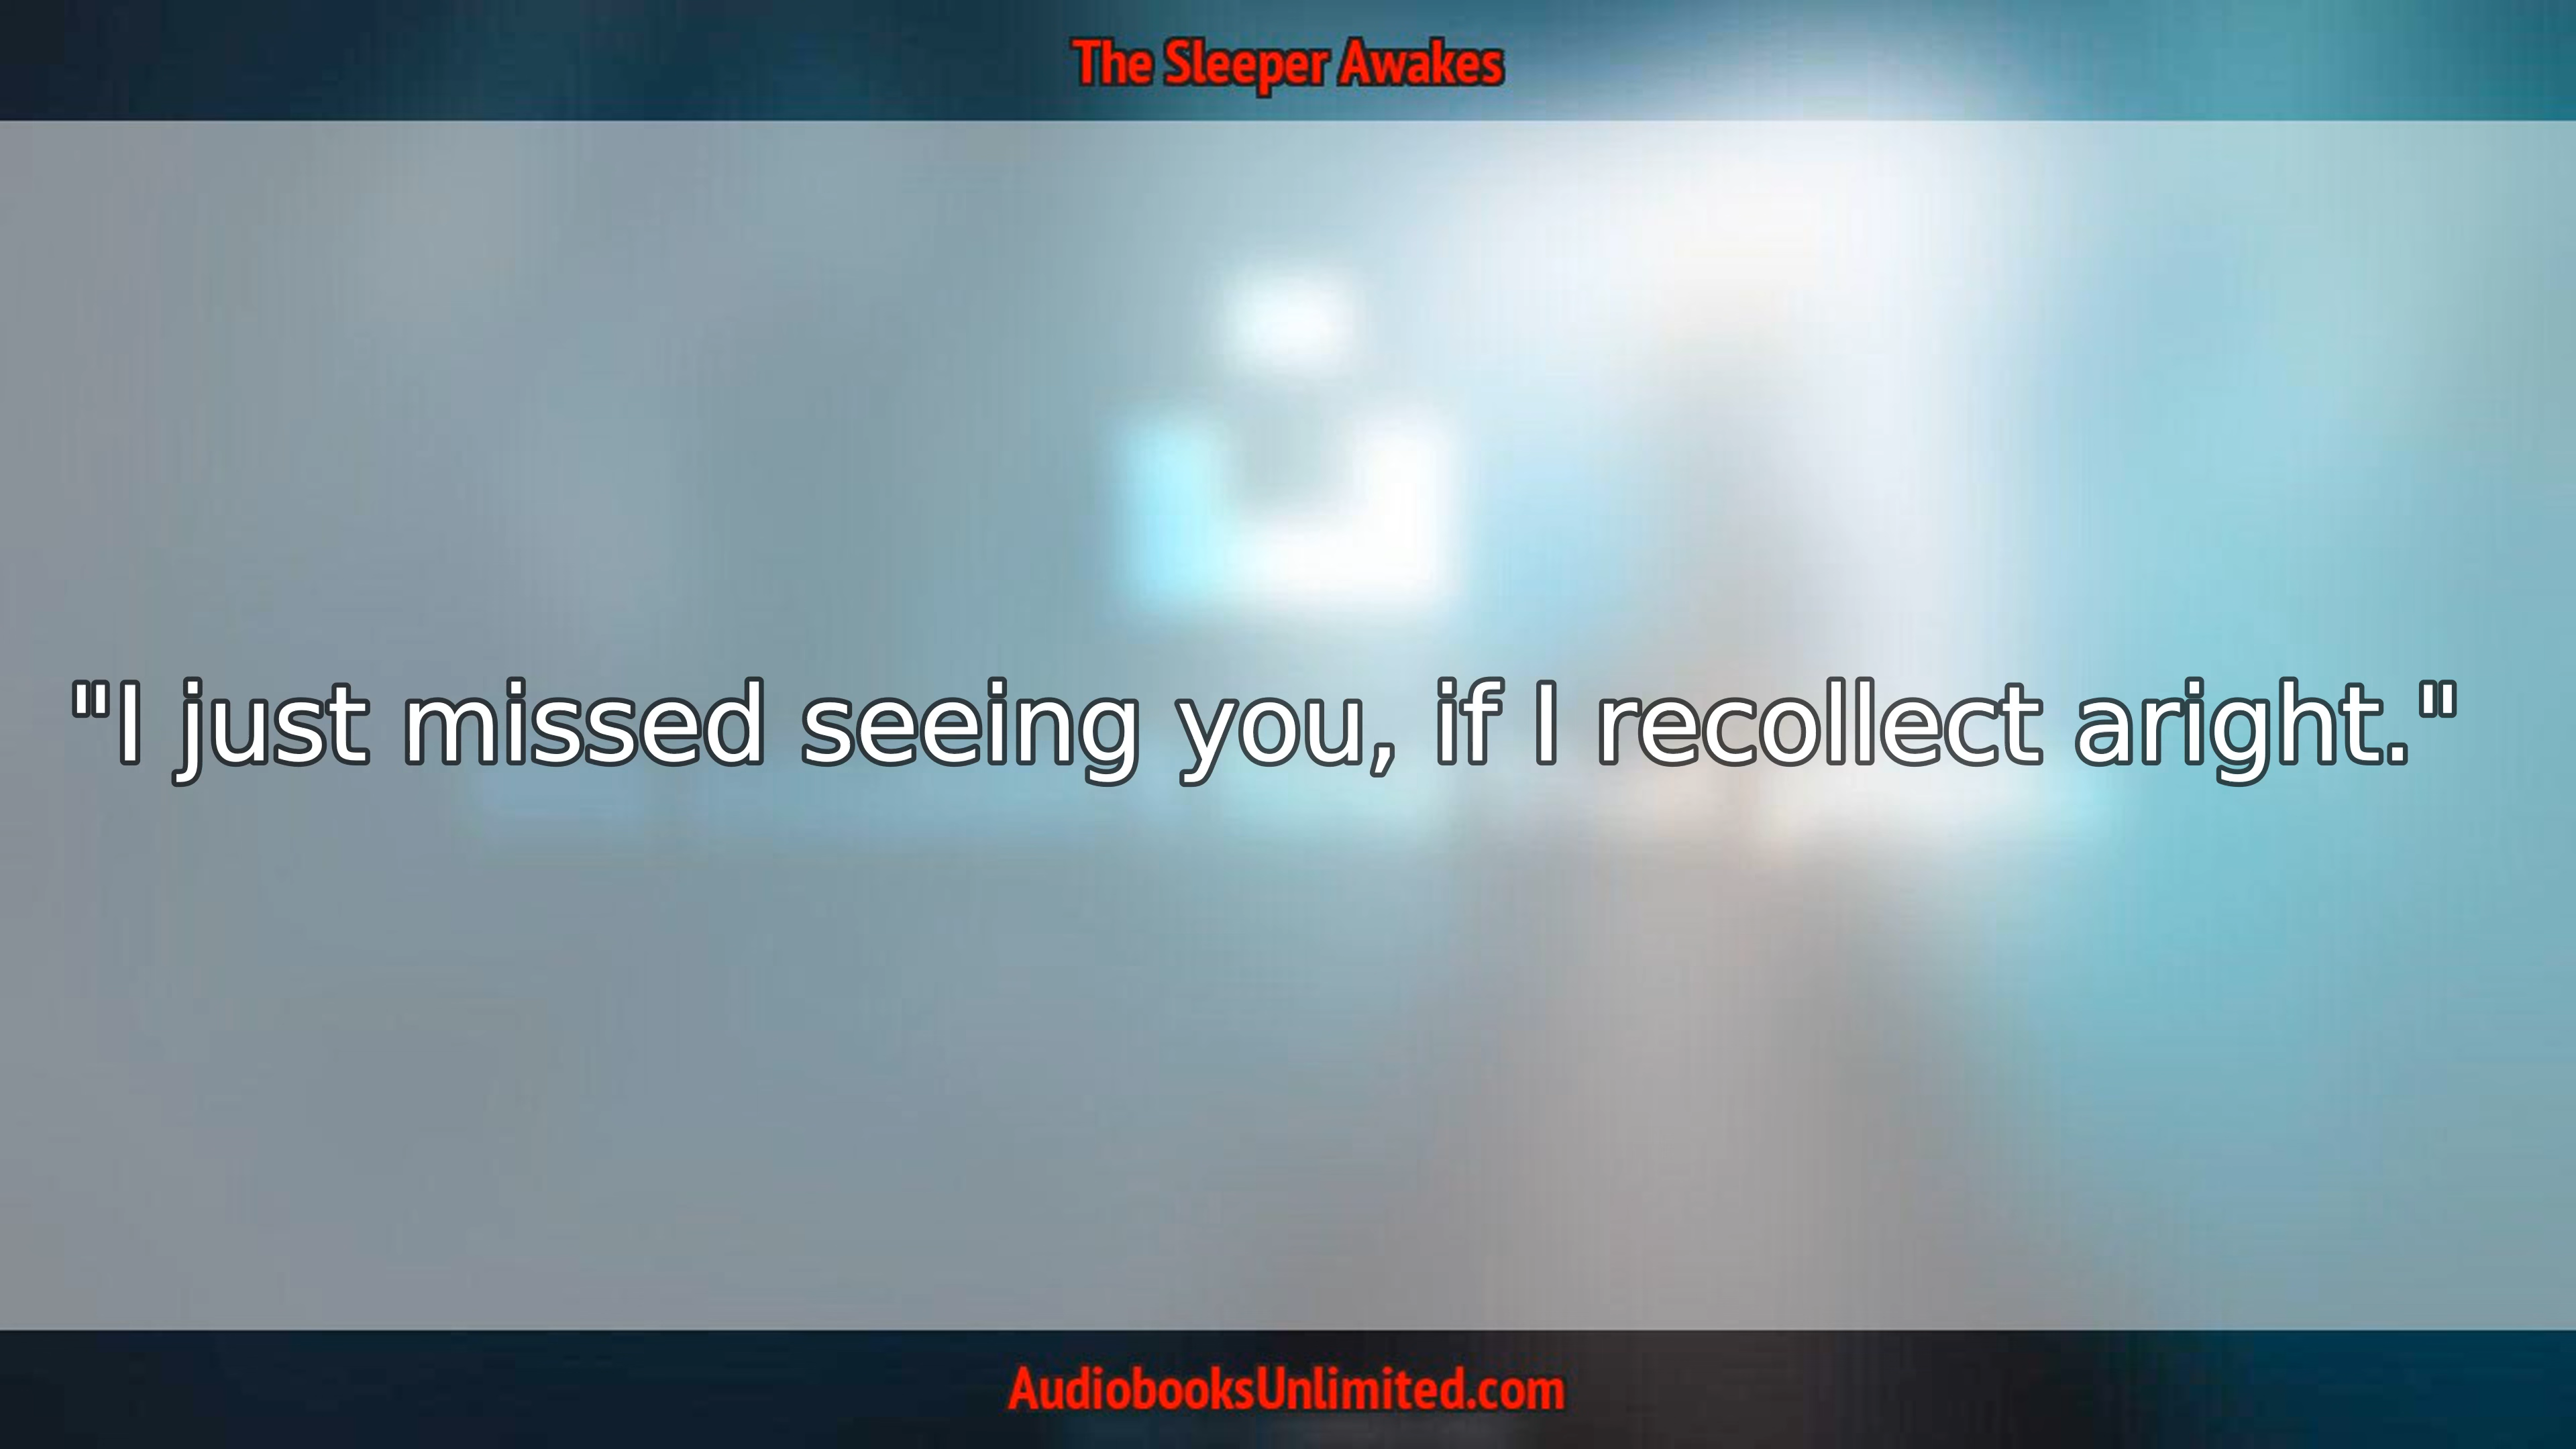 The Sleeper Awakes
"I just missed seeing you, if I recollect aright."
AudiobooksUnlimited.com